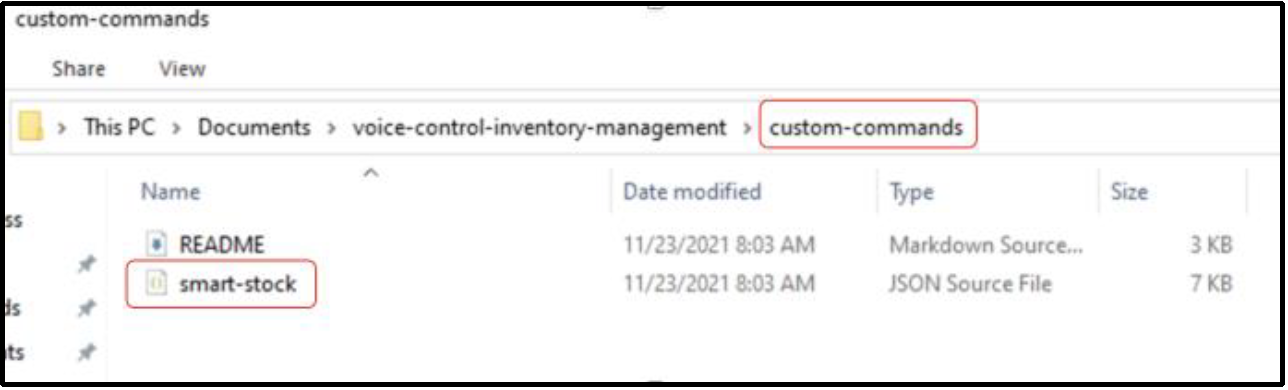 custom-commands
Share View
> This PC > Documents > voice-control-inventory-management > custom-commands
Name Date modified Type Size
ss
README 11/23/2021 8:03 AM Markdown Source... 3 KB
smart-stock 11/23/2021 8:03 AM JSON Source File 7 KB
ds
nts